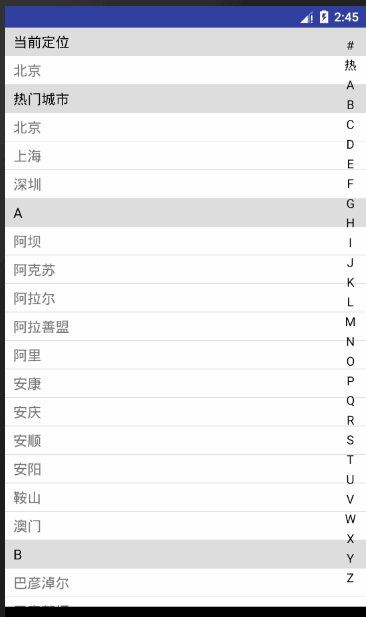 2:45
当前定位
北京
热门城市
北京
上海
深圳
A
阿坝
阿克苏
阿拉尔
阿拉善盟
阿里
安康
安庆
安顺
安阳
鞍山
澳门
B
巴彦淖尔
#
热
A
B
C
D
E
F
G
H
I
J
K
L
M
N
O
P
Q
R
S
T
U
V
W
X
Y
Z